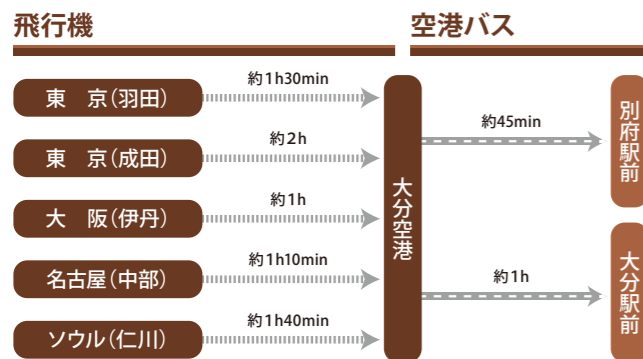 飛行機
空港バス
東　京(羽田)
約1h30min
東　京(成田)
約2h
大　阪(伊丹)
約1h
名古屋(中部)
約1h10min
ソウル(仁川)
約1h40min
大分空港
約45min
別府駅前
約1h
大分駅前